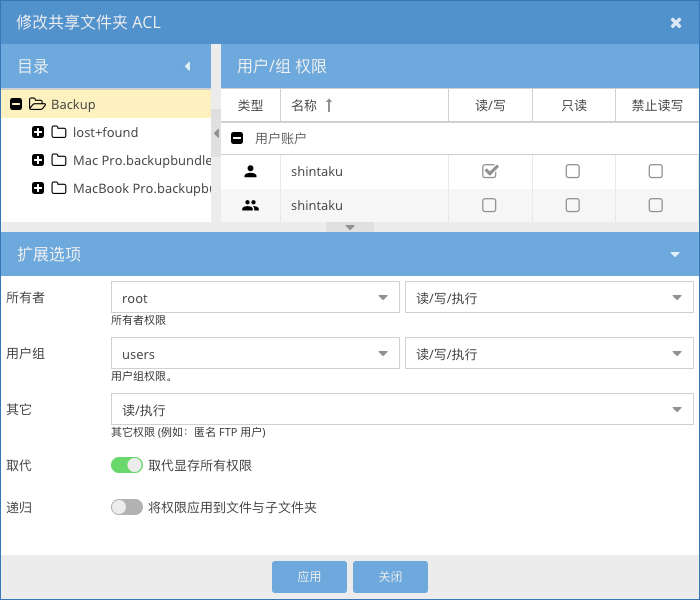 修改共享文件夹 ACL
目录
用户/组 权限
类型 名称 读/写 只读 禁止读写
Backup
lost+found
Mac Pro.backupbundle
MacBook Pro.backupbu
用户账户
shintaku
shintaku
扩展选项
所有者 root 读/写/执行
所有者权限
用户组 users 读/写/执行
用户组权限。
其它 读/执行
其它权限 (例如：匿名 FTP 用户)
取代 取代显存所有权限
递归 将权限应用到文件与子文件夹
应用 关闭